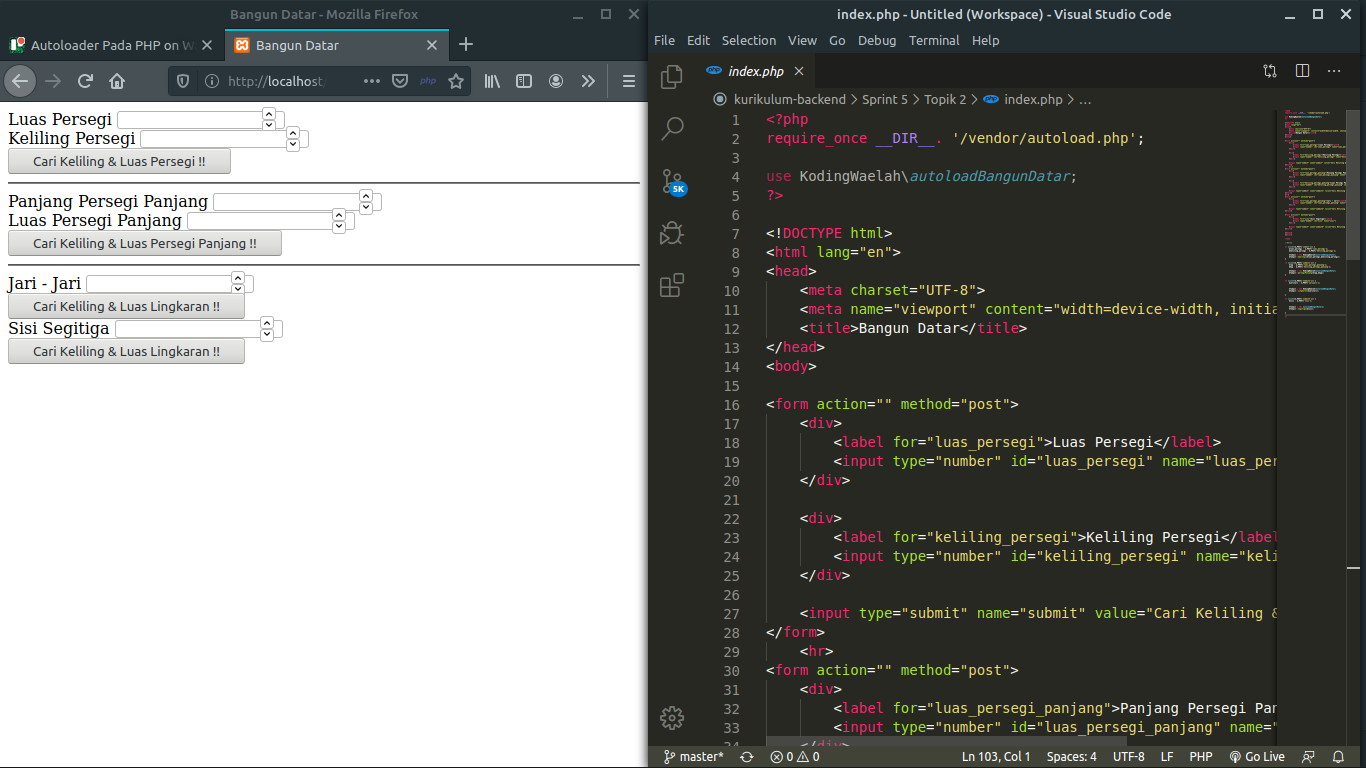 Bangun Datar - Mozilla Firefox
Autoloader Pada PHP on W
Bangun Datar
http://localhost/
php
Luas Persegi
Keliling Persegi
Cari Keliling & Luas Persegi !!
Panjang Persegi Panjang
Luas Persegi Panjang
Cari Keliling & Luas Persegi Panjang !!
Jari - Jari
Cari Keliling & Luas Lingkaran !!
Sisi Segitiga
Cari Keliling & Luas Lingkaran !!
index.php - Untitled (Workspace) - Visual Studio Code
File Edit Selection View Go Debug Terminal Help
php index.php
kurikulum-backend > Sprint 5 > Topik 2 > php index.php > ...
5K
1 <?php
2 require_once __DIR__. '/vendor/autoload.php';
3
4 use KodingWaelah\autoloadBangunDatar;
5 ?>
6
7 <!DOCTYPE html>
8 <html lang="en">
9 <head>
10 <meta charset="UTF-8">
11 <meta name="viewport" content="width=device-width, initia
12 <title>Bangun Datar</title>
13 </head>
14 <body>
15
16 <form action="" method="post">
17 <div>
18 <label for="luas_persegi">Luas Persegi</label>
19 <input type="number" id="luas_persegi" name="luas_per
20 </div>
21
22 <div>
23 <label for="keliling_persegi">Keliling Persegi</label
24 <input type="number" id="keliling_persegi" name="keli
25 </div>
26
27 <input type="submit" name="submit" value="Cari Keliling &
28 </form>
29 <hr>
30 <form action="" method="post">
31 <div>
32 <label for="luas_persegi_panjang">Panjang Persegi Pan
33 <input type="number" id="luas_persegi_panjang" name="
34 </div>
master* 0 0 Ln 103, Col 1 Spaces: 4 UTF-8 LF PHP Go Live